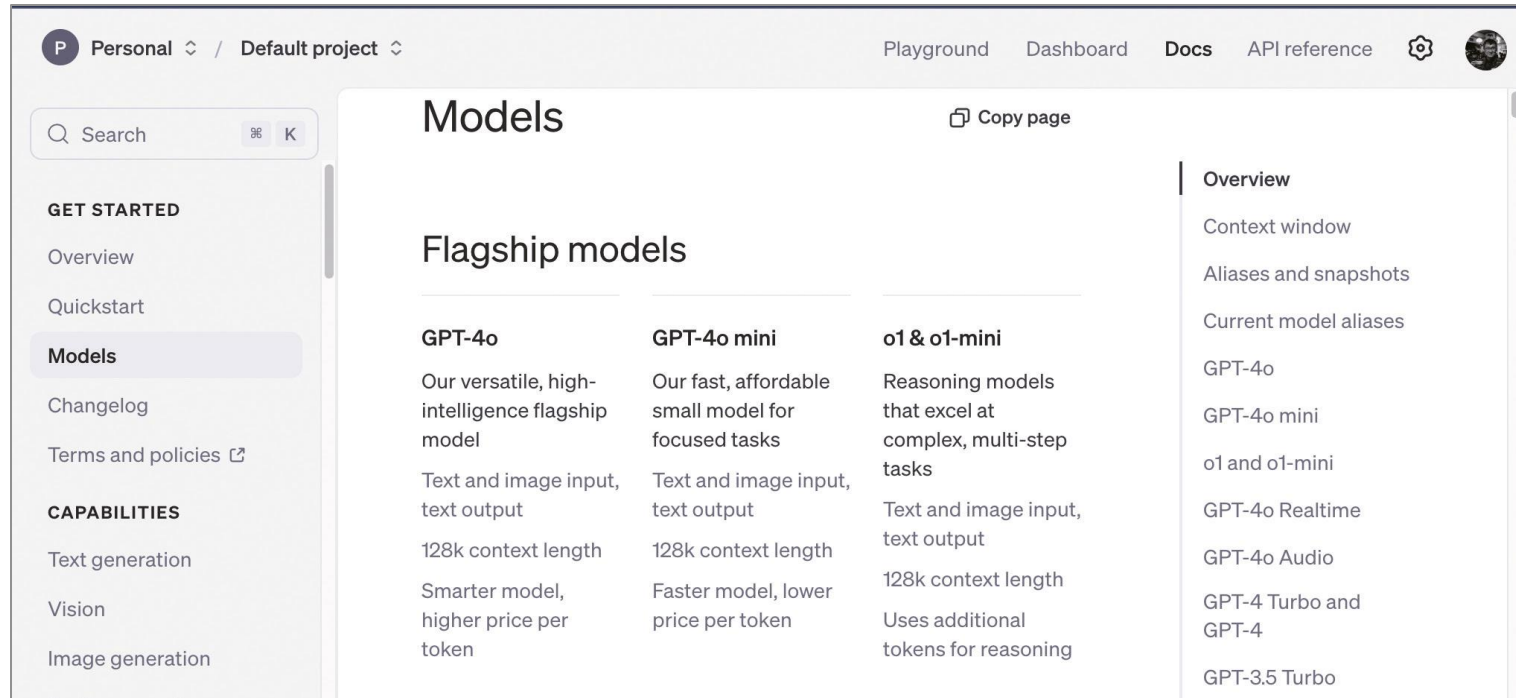 P Personal / Default project
Playground Dashboard Docs API reference
Search ⌘ K
GET STARTED
Overview
Quickstart
Models
Changelog
Terms and policies
CAPABILITIES
Text generation
Vision
Image generation
Models
Copy page
Flagship models
GPT-4o
Our versatile, high-
intelligence flagship
model
Text and image input,
text output
128k context length
Smarter model,
higher price per
token
GPT-4o mini
Our fast, affordable
small model for
focused tasks
Text and image input,
text output
128k context length
Faster model, lower
price per token
o1 & o1-mini
Reasoning models
that excel at
complex, multi-step
tasks
Text and image input,
text output
128k context length
Uses additional
tokens for reasoning
Overview
Context window
Aliases and snapshots
Current model aliases
GPT-4o
GPT-4o mini
o1 and o1-mini
GPT-4o Realtime
GPT-4o Audio
GPT-4 Turbo and
GPT-4
GPT-3.5 Turbo